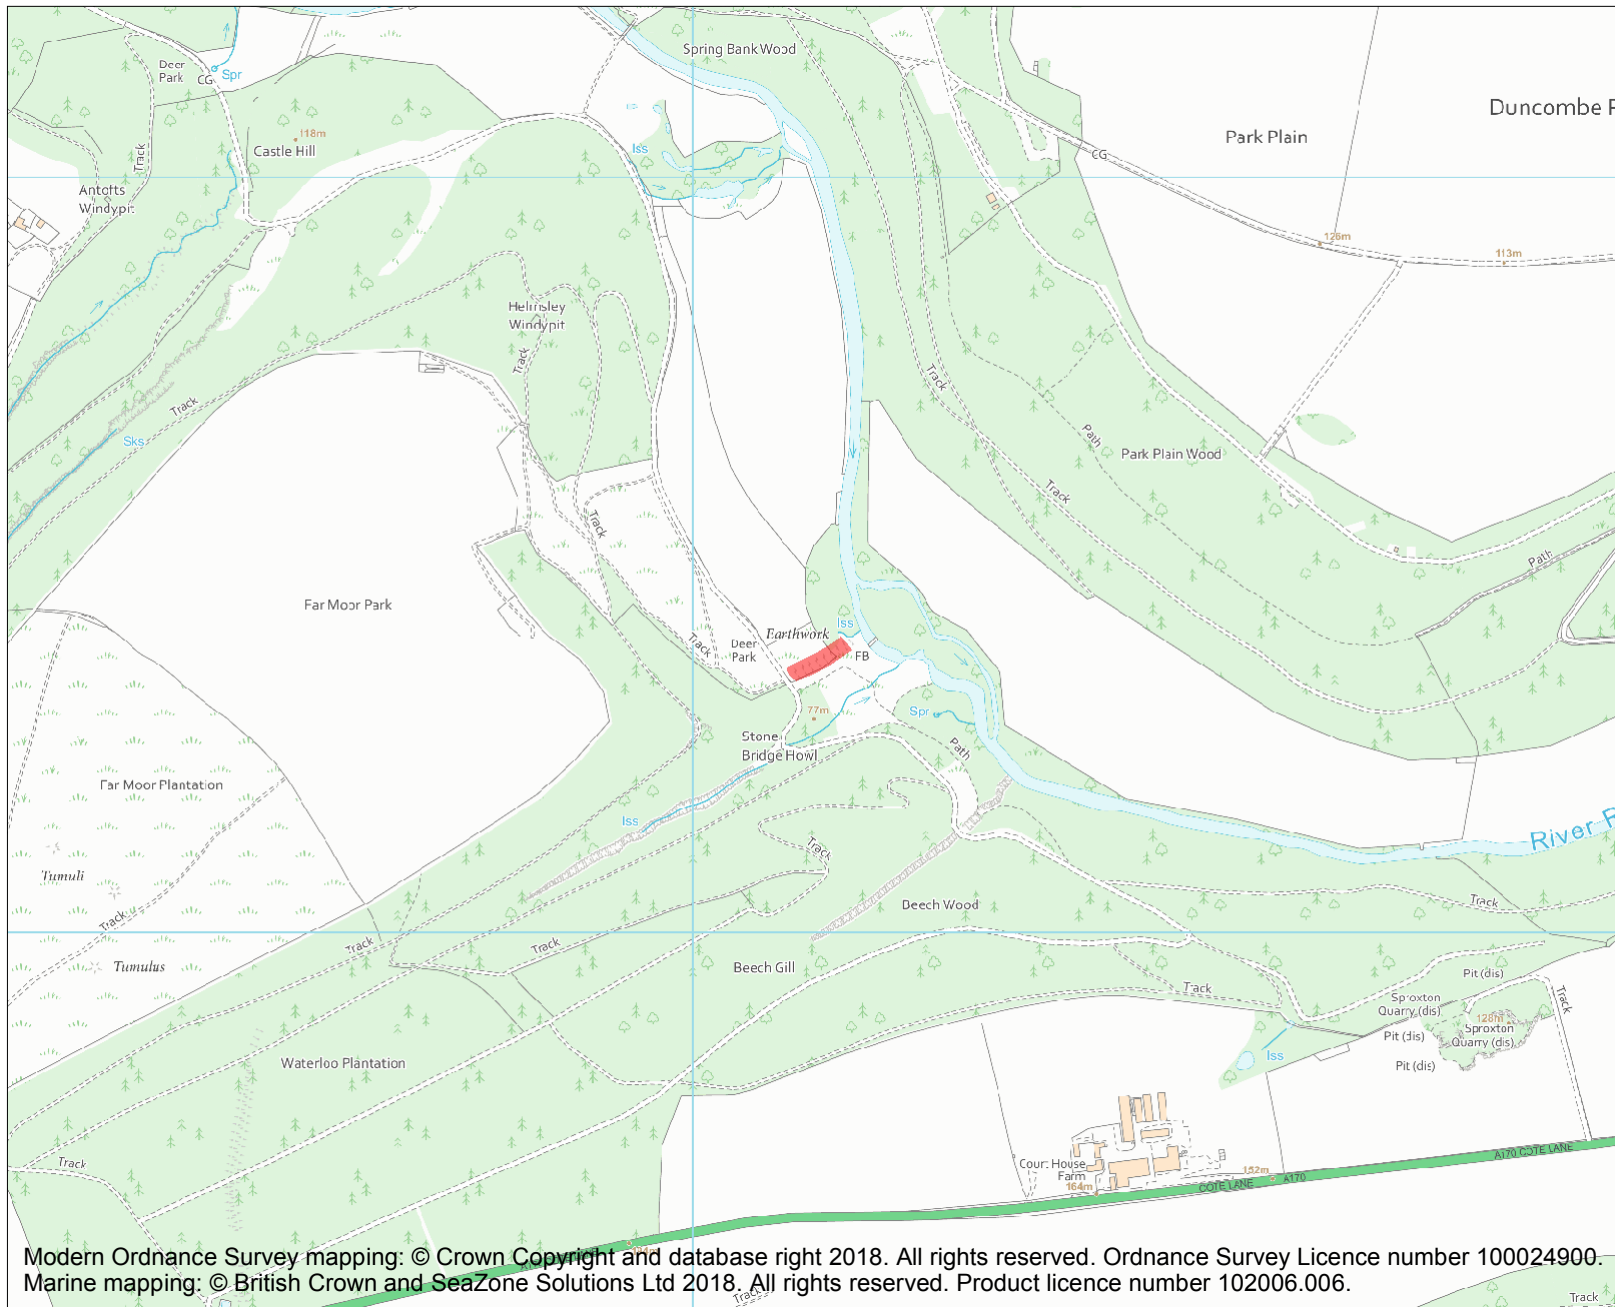 Spring Bank Wood
Deer
Park
CG
Spr
Duncombe P
Park Plain
118m
Castle Hill
Track
Iss
CG
Antofts
Windypit
126m
113m
Helmsley
Windypit
Track
Track
Track
Path
Sks
Park Plain Wood
Track
Track
Path
Far Moor Park
Iss
Earthwork
Track
Deer
Park
FB
77m
Spr
Stone
Bridge Howl
Path
Far Moor Plantation
Iss
River R
Track
Tumuli
Beech Wood
Track
Track
Track
Track
Tumulus
Beech Gill
Pit (dis)
Track
Track
Sproxton
Quarry (dis)
128m
Sproxton
Quarry (dis)
Pit (dis)
Iss
Pit (dis)
Waterloo Plantation
Track
Court House
Farm
164m
152m
COTE LANE
A170
A170 COTE LANE
Modern Ordnance Survey mapping: © Crown Copyright and database right 2018. All rights reserved. Ordnance Survey Licence number 100024900.
Marine mapping: © British Crown and SeaZone Solutions Ltd 2018. All rights reserved. Product licence number 102006.006.
Track
Track